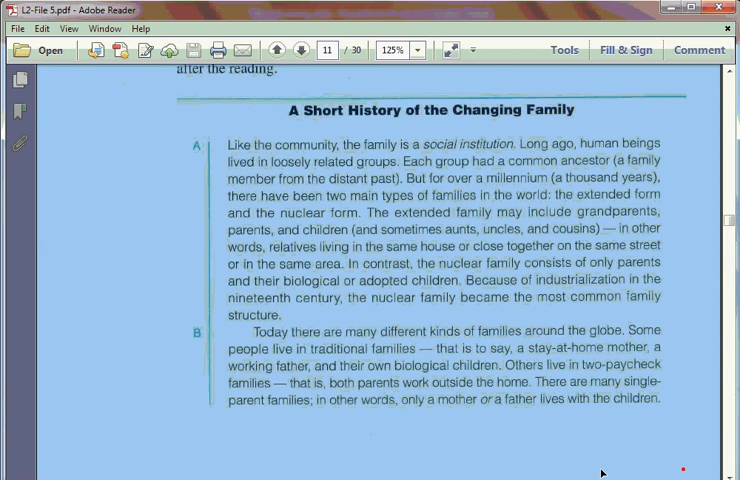 L2-File 5.pdf - Adobe Reader
File Edit View Window Help
Open 11 / 30 125% Tools Fill & Sign Comment
after the reading.
A Short History of the Changing Family
A Like the community, the family is a social institution. Long ago, human beings
lived in loosely related groups. Each group had a common ancestor (a family
member from the distant past). But for over a millennium (a thousand years),
there have been two main types of families in the world: the extended form
and the nuclear form. The extended family may include grandparents,
parents, and children (and sometimes aunts, uncles, and cousins) — in other
words, relatives living in the same house or close together on the same street
or in the same area. In contrast, the nuclear family consists of only parents
and their biological or adopted children. Because of industrialization in the
nineteenth century, the nuclear family became the most common family
structure.
B Today there are many different kinds of families around the globe. Some
people live in traditional families — that is to say, a stay-at-home mother, a
working father, and their own biological children. Others live in two-paycheck
families — that is, both parents work outside the home. There are many single-
parent families; in other words, only a mother or a father lives with the children.